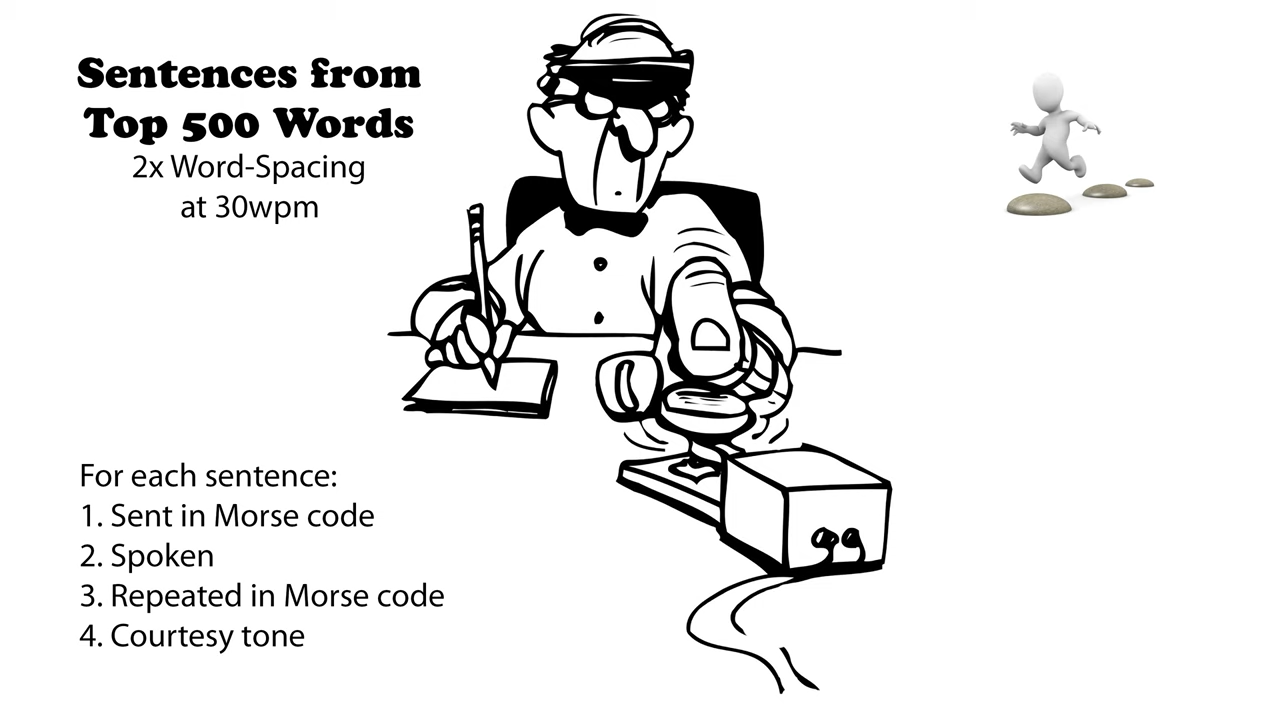 Sentences from
Top 500 Words
2x Word-Spacing
at 30wpm
For each sentence:
1. Sent in Morse code
2. Spoken
3. Repeated in Morse code
4. Courtesy tone